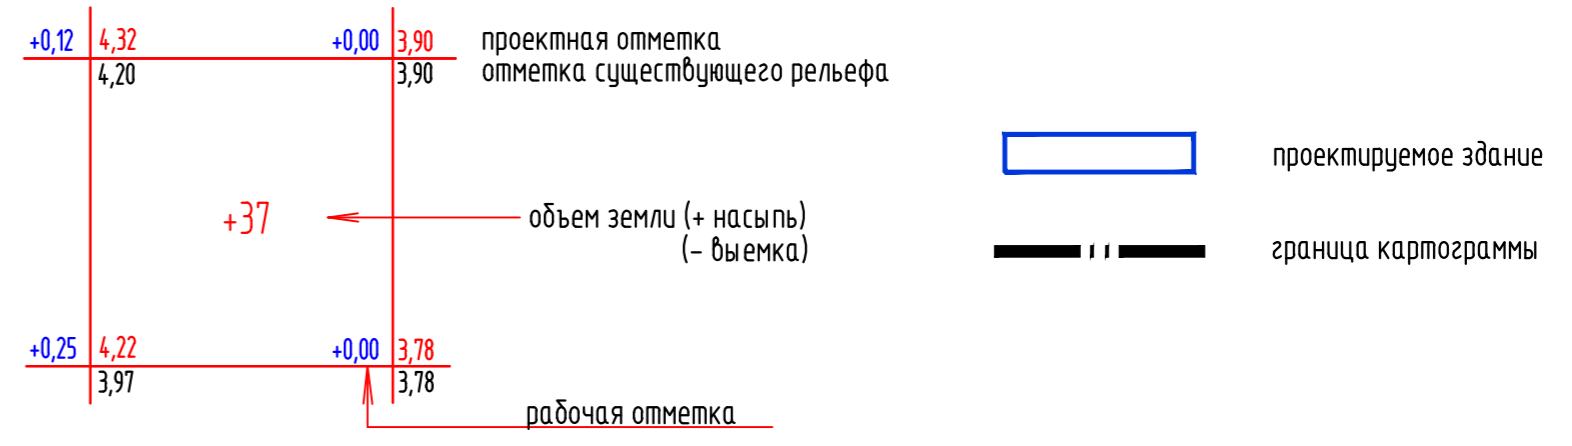 +0,12 4,32 +0,00 3,90 проектная отметка
4,20 3,90 отметка существующего рельефа
проектируемое здание
+37 объем земли (+ насыпь)
(- выемка)
граница картограммы
+0,25 4,22 +0,00 3,78
3,97 3,78
рабочая отметка